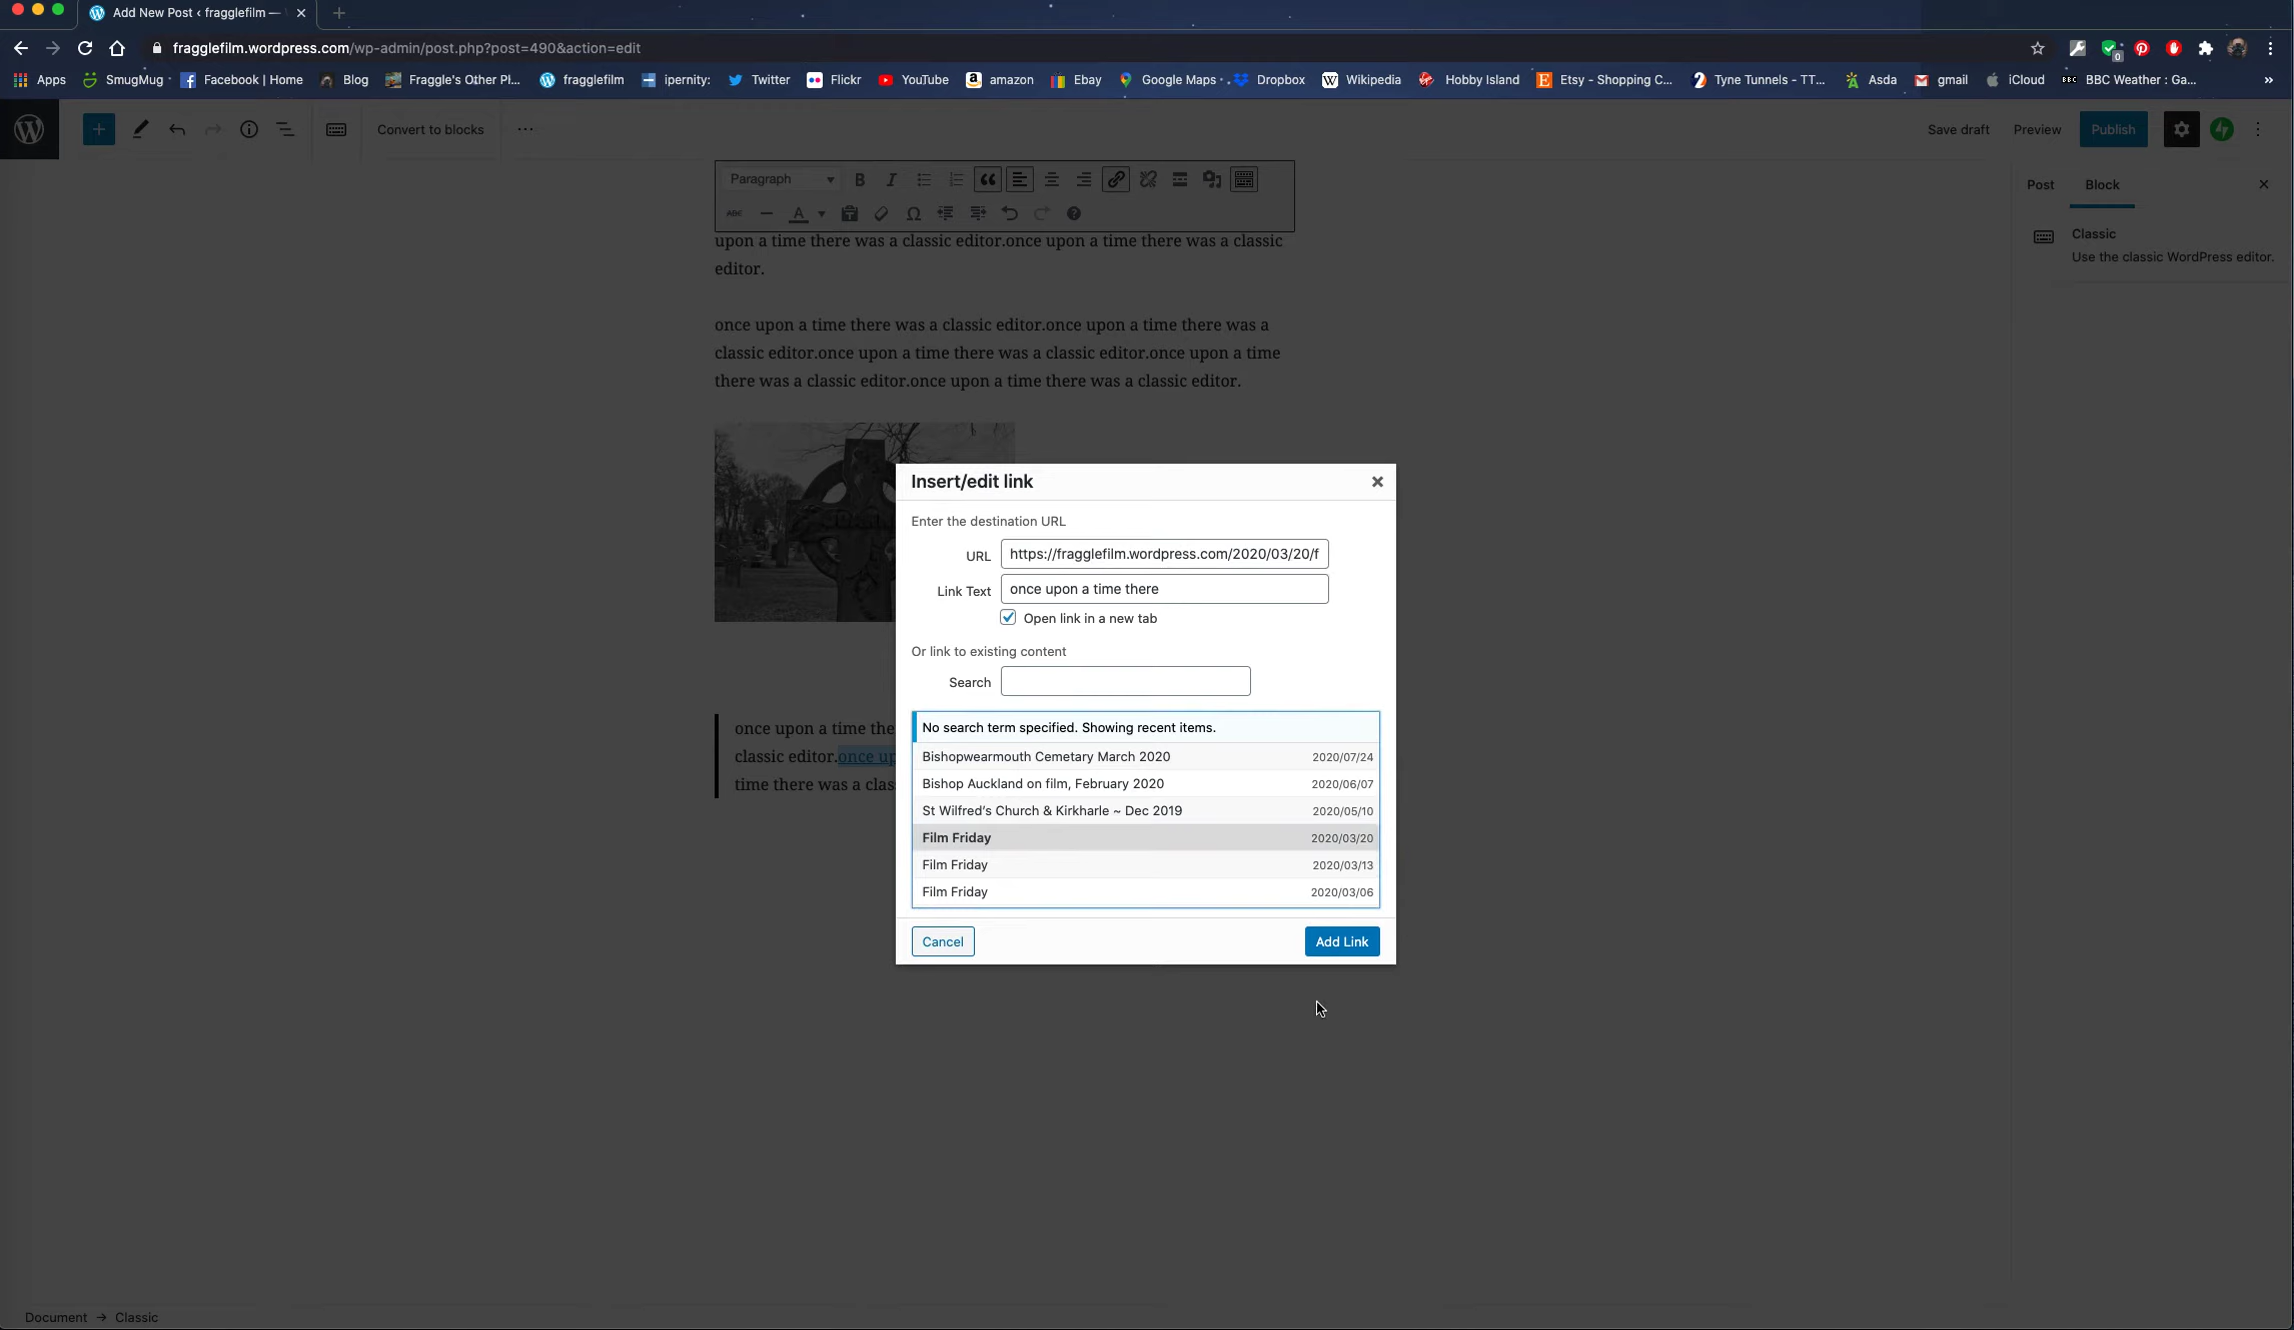 Add New Post ‹ fragglefilm —
fragglefilm.wordpress.com/wp-admin/post.php?post=490&action=edit
Apps SmugMug Facebook | Home Blog Fraggle's Other Pl... fragglefilm ipernity: Twitter Flickr YouTube amazon Ebay Google Maps Dropbox Wikipedia Hobby Island Etsy - Shopping C... Tyne Tunnels - TT... Asda gmail iCloud BBC Weather : Ga... »
Convert to blocks ... Save draft Preview Publish
Paragraph B I
Post Block
ABC A Ω
upon a time there was a classic editor.once upon a time there was a classic
editor.
Classic
Use the classic WordPress editor.
once upon a time there was a classic editor.once upon a time there was a
classic editor.once upon a time there was a classic editor.once upon a time
there was a classic editor.once upon a time there was a classic editor.
Insert/edit link
Enter the destination URL
URL https://fragglefilm.wordpress.com/2020/03/20/f
Link Text once upon a time there
Open link in a new tab
Or link to existing content
Search
No search term specified. Showing recent items.
Bishopwearmouth Cemetary March 2020 2020/07/24
Bishop Auckland on film, February 2020 2020/06/07
St Wilfred's Church & Kirkharle ~ Dec 2019 2020/05/10
Film Friday 2020/03/20
Film Friday 2020/03/13
Film Friday 2020/03/06
Cancel Add Link
once upon a time the
classic editor.once up
time there was a clas
Document → Classic